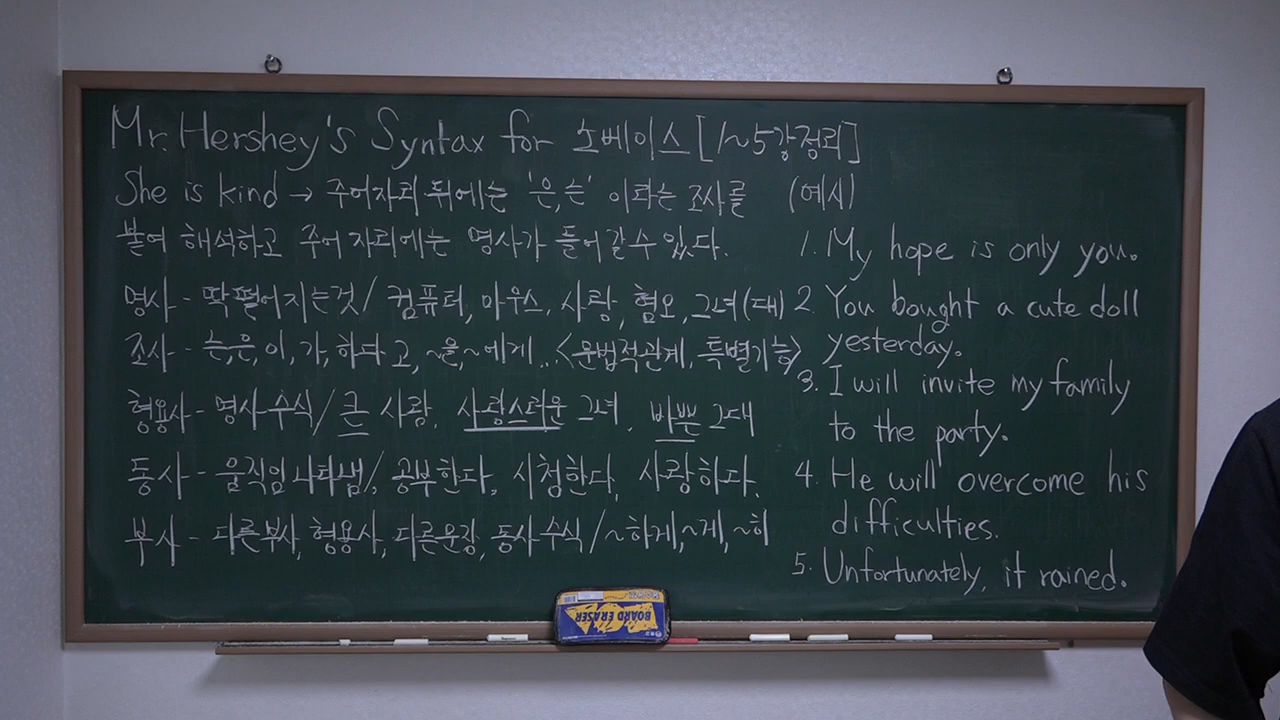 Mr. Hershey's Syntax for 노베이스 [1~5강정리]
She is kind → 주어자리 뒤에는 '은,는' 이라는 조사를
붙여 해석하고 주어 자리에는 명사가 들어갈 수 있다.
명사 - 딱 떨어지는것 / 컴퓨터, 마우스, 사랑, 혐오, 그녀(대)
조사 - 는,은,이,가,하다고,~을~에게...<문법적관계, 특별기능>
형용사 - 명사 수식 / 큰 사람, 사랑스러운 그녀, 바쁜 그대
동사 - 움직임 나타냄/, 공부한다, 시청한다, 사랑하다.
부사 - 다른부사, 형용사, 다른문장, 동사 수식 / ~하게,~게,~히
(예시)
1. My hope is only you.
2. You bought a cute doll
yesterday.
3. I will invite my family
to the party.
4. He will overcome his
difficulties.
5. Unfortunately, it rained.
BOARD ERASER